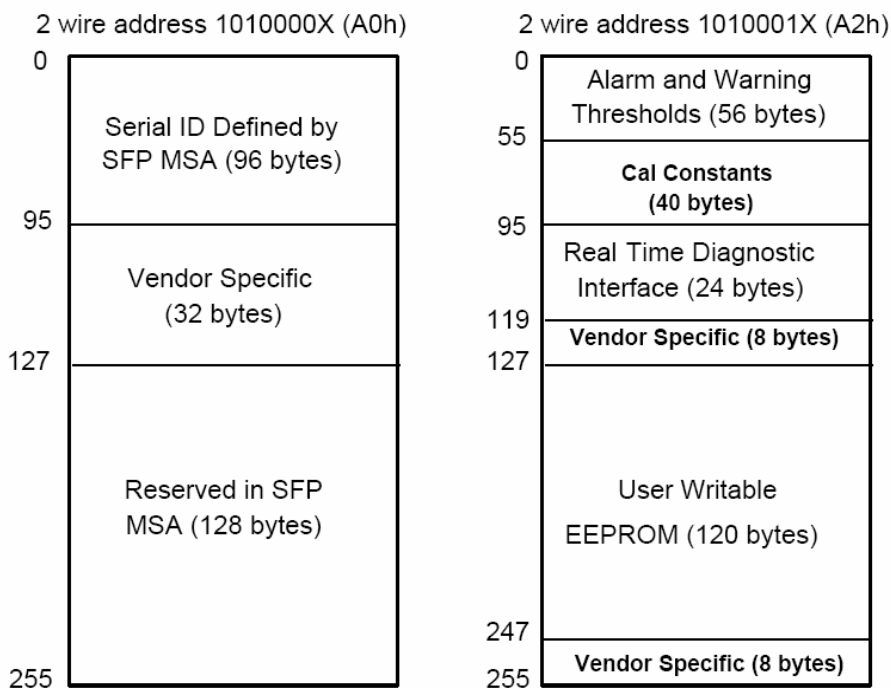 2 wire address 1010000X (A0h)
0
Serial ID Defined by
SFP MSA (96 bytes)
95
Vendor Specific
(32 bytes)
127
Reserved in SFP
MSA (128 bytes)
255
2 wire address 1010001X (A2h)
0
Alarm and Warning
Thresholds (56 bytes)
55
Cal Constants
(40 bytes)
95
Real Time Diagnostic
Interface (24 bytes)
119
Vendor Specific (8 bytes)
127
User Writable
EEPROM (120 bytes)
247
Vendor Specific (8 bytes)
255